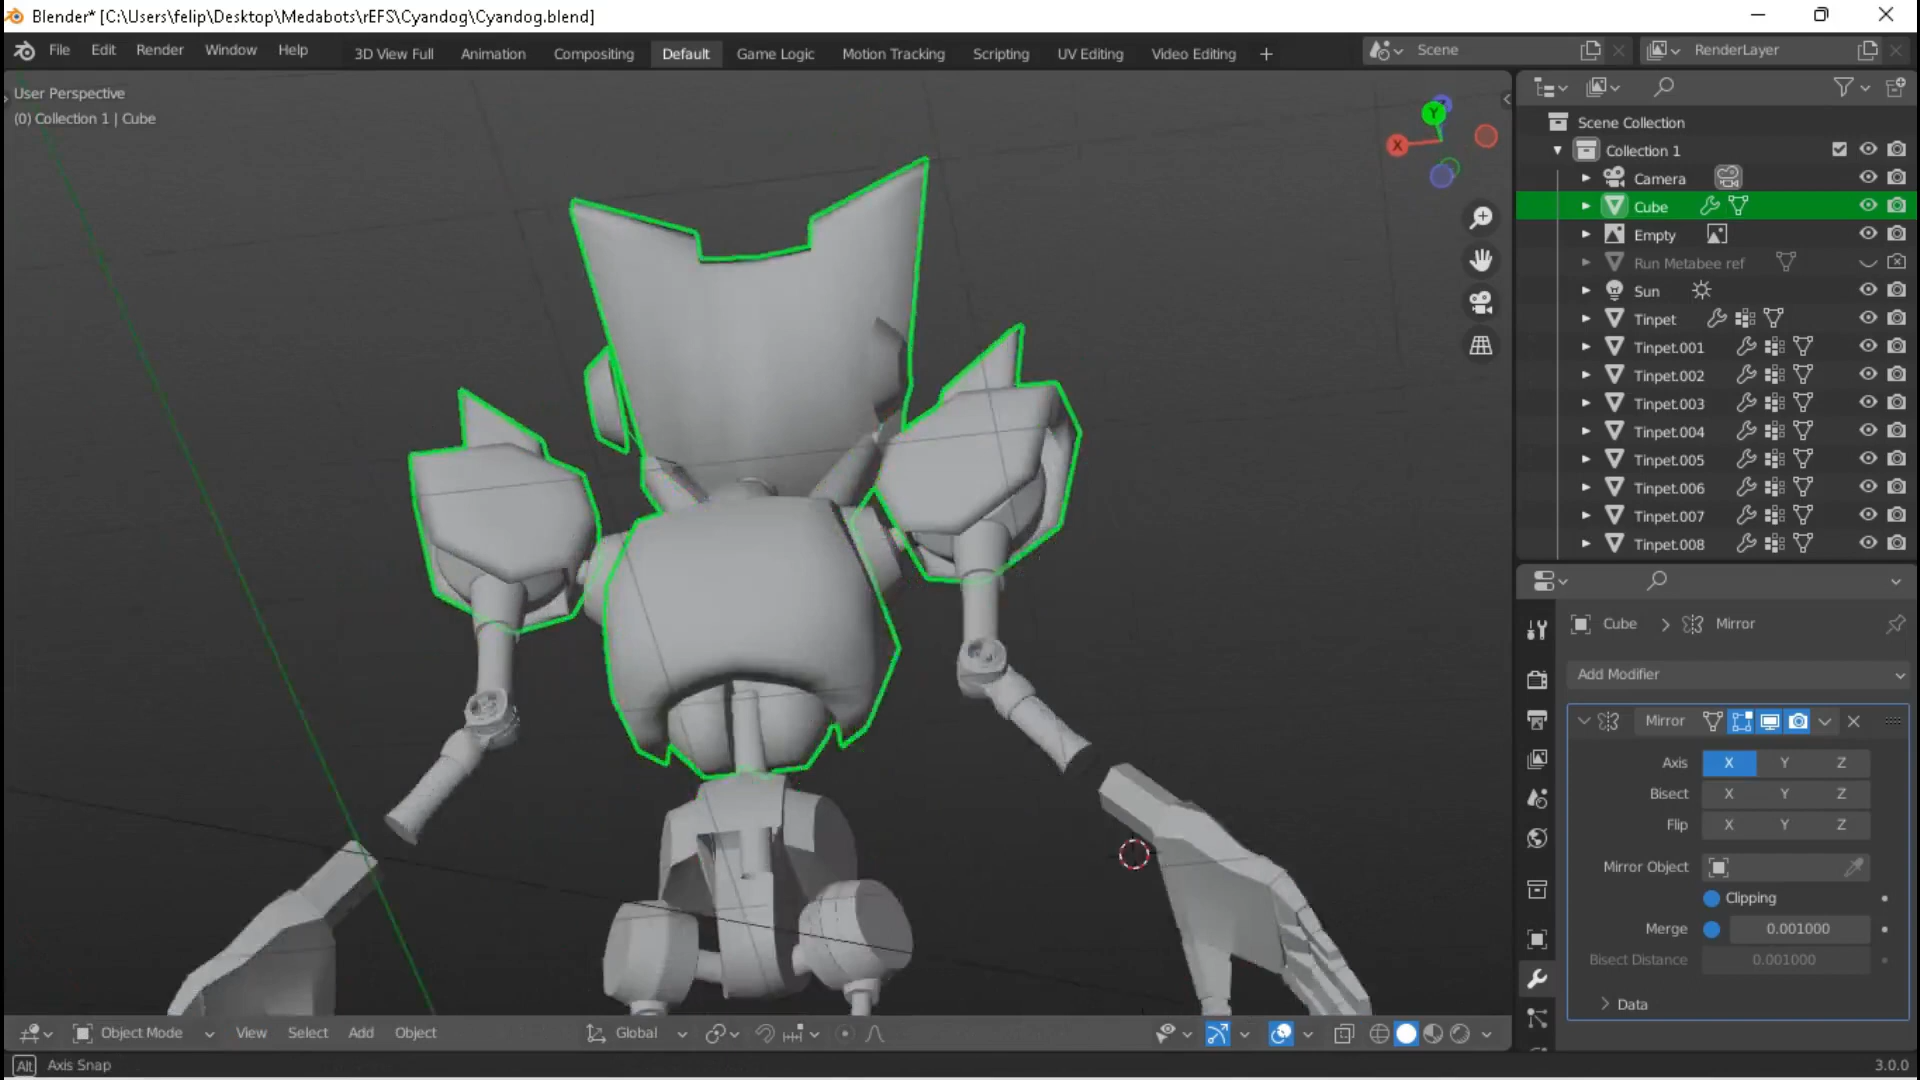 Blender* [C:\Users\felip\Desktop\Medabots\rEFS\Cyandog\Cyandog.blend]
File Edit Render Window Help 3D View Full Animation Compositing Default Game Logic Motion Tracking Scripting UV Editing Video Editing + Scene RenderLayer
User Perspective
(0) Collection 1 | Cube
Y
X
Scene Collection
Collection 1
Camera
Cube
Empty
Run Metabee ref
Sun
Tinpet
Tinpet.001
Tinpet.002
Tinpet.003
Tinpet.004
Tinpet.005
Tinpet.006
Tinpet.007
Tinpet.008
Cube > Mirror
Add Modifier
Mirror
Axis X Y Z
Bisect X Y Z
Flip X Y Z
Mirror Object
Clipping
Merge 0.001000
Bisect Distance 0.001000
Data
Object Mode View Select Add Object Global
Alt Axis Snap 3.0.0